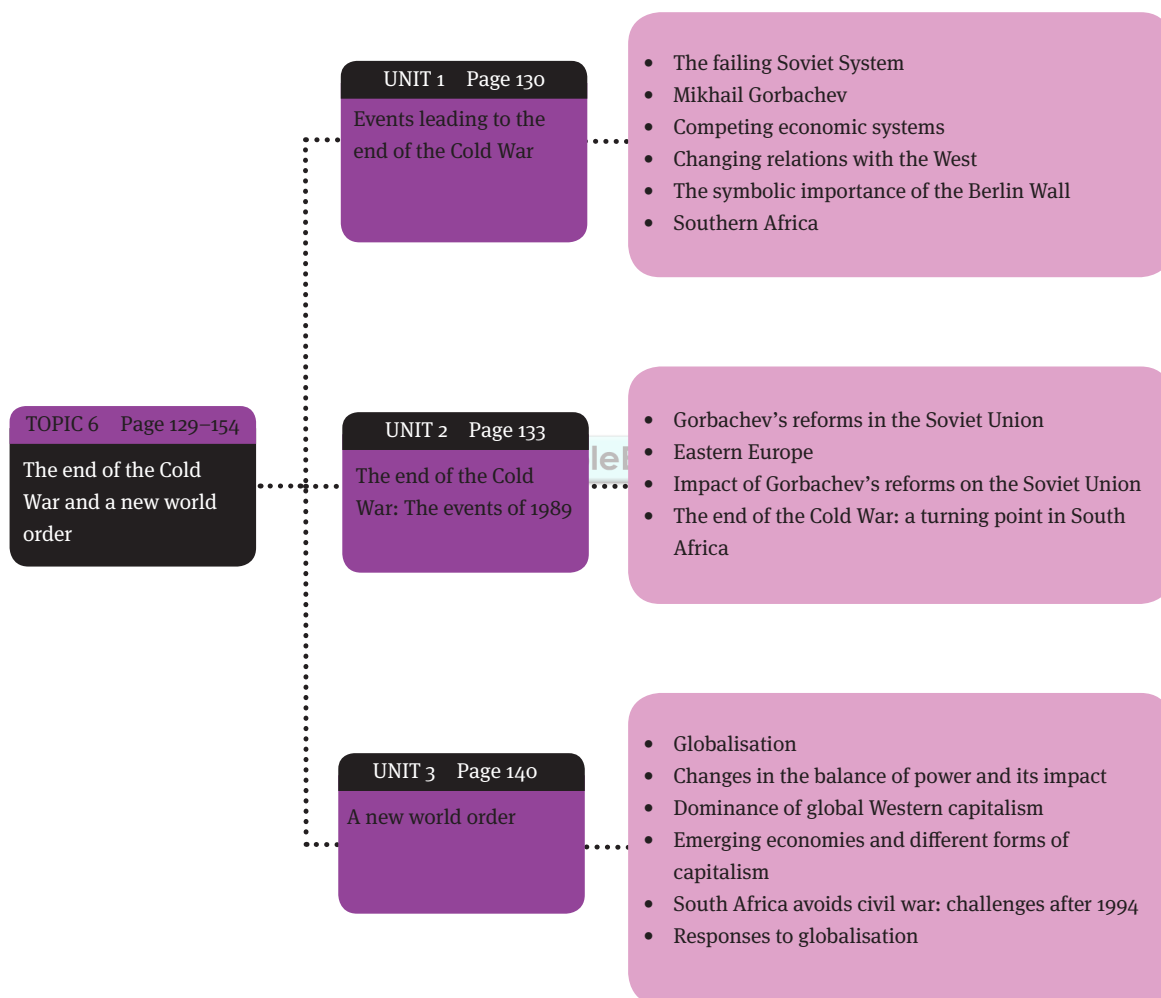 TOPIC 6 Page 129–154
The end of the Cold
War and a new world
order
UNIT 1 Page 130
Events leading to the
end of the Cold War
• The failing Soviet System
• Mikhail Gorbachev
• Competing economic systems
• Changing relations with the West
• The symbolic importance of the Berlin Wall
• Southern Africa
UNIT 2 Page 133
The end of the Cold
War: The events of 1989
• Gorbachev’s reforms in the Soviet Union
• Eastern Europe
• Impact of Gorbachev’s reforms on the Soviet Union
• The end of the Cold War: a turning point in South
Africa
UNIT 3 Page 140
A new world order
• Globalisation
• Changes in the balance of power and its impact
• Dominance of global Western capitalism
• Emerging economies and different forms of
capitalism
• South Africa avoids civil war: challenges after 1994
• Responses to globalisation